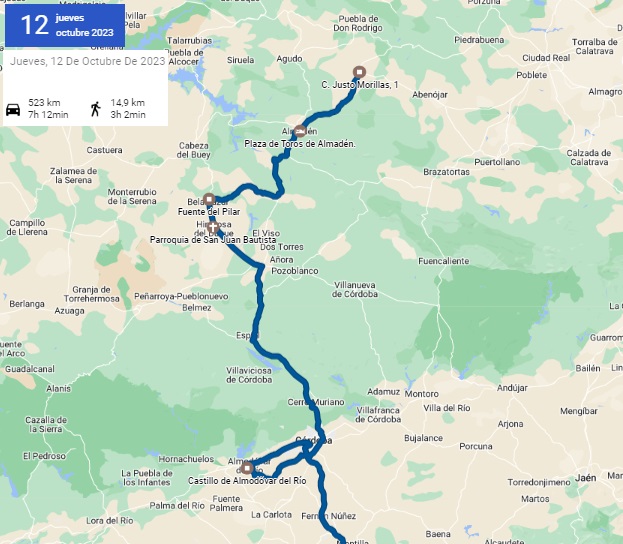 12 jueves
octubre 2023
Jueves, 12 De Octubre De 2023
523 km
7h 12min
14,9 km
3h 2min
Puebla de
Don Rodrigo
Talarrubias
Puebla de
Alcocer
Siruela
Agudo
Piedrabuena
Ciudad Real
Torralba de
Calatrava
Poblete
C. Justo Morillas, 1
Abenójar
Almagro
Almadén
Plaza de Toros de Almadén.
Castuera
Cabeza
del Buey
Puertollano
Calzada de
Calatrava
Brazatortas
Zalamea de
la Serena
Monterrubio
de la Serena
Fuente del Pilar
Campillo
de Llerena
El Viso
Parroquia de San Juan Bautista
Dos Torres
Añora
Pozoblanco
Fuencaliente
Granja de
Torrehermosa
Peñarroya-Pueblonuevo
Villanueva
de Córdoba
Berlanga
Azuaga
Belmez
Guadalcanal
Villaviciosa
de Córdoba
Bailén
Alanís
Adamuz
Montoro
Andújar
Cerro Muriano
Villafranca
de Córdoba
Villa del Río
Mengíbar
Cazalla de
la Sierra
Arjona
Córdoba
Bujalance
Porcuna
El Pedroso
Hornachuelos
La Puebla de
los Infantes
Castillo de Almodóvar del Río
Torredonjimeno
Jaén
Martos
Palma del Río
Fuente
Palmera
Lora del Río
La Carlota
Fernán Núñez
Baena
Alcaudete
Montilla